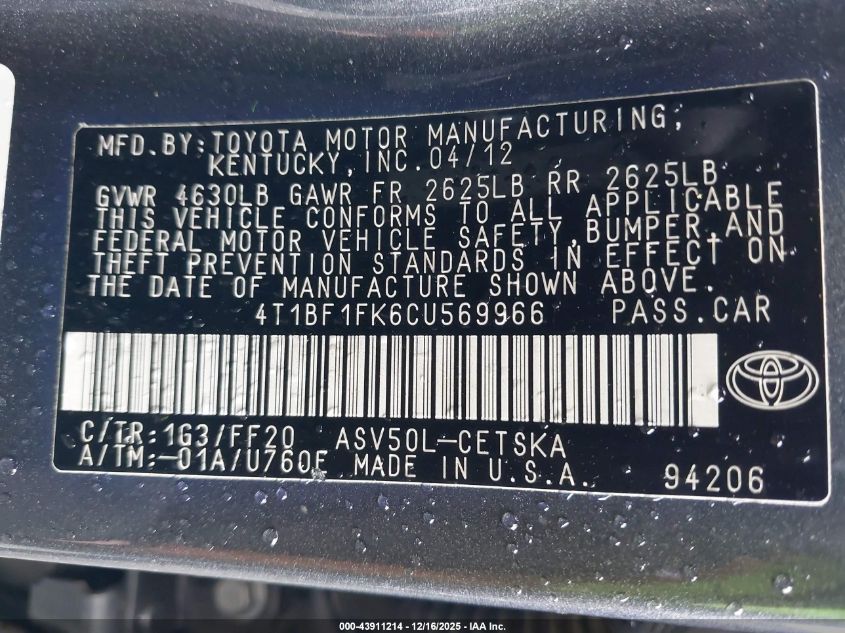 MFD.BY:TOYOTA MOTOR MANUFACTURING,
KENTUCKY,INC.04/12
GVWR 4630LB GAWR FR 2625LB RR 2625LB
THIS VEHICLE CONFORMS TO ALL APPLICABLE
FEDERAL MOTOR VEHICLE SAFETY,BUMPER,AND
THEFT PREVENTION STANDARDS IN EFFECT ON
THE DATE OF MANUFACTURE SHOWN ABOVE.
4T1BF1FK6CU569966 PASS.CAR
C/TR:1G3/FF20 ASV50L-CETSKA
A/TM:-01A/U760E MADE IN U.S.A. 94206
000-43911214 - 12/16/2025 - IAA Inc.